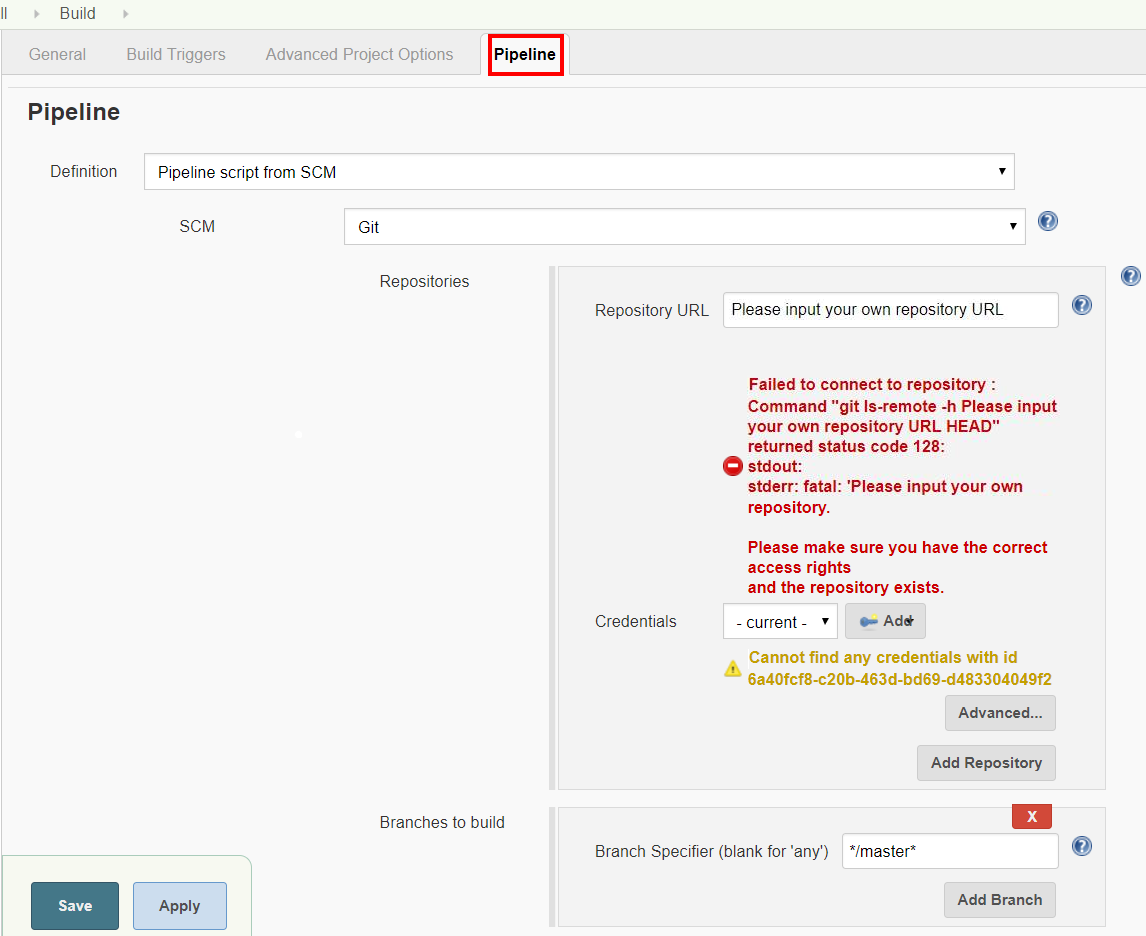 ll Build
General Build Triggers Advanced Project Options Pipeline
Pipeline
Definition Pipeline script from SCM
SCM Git
Repositories
Repository URL Please input your own repository URL
Failed to connect to repository :
Command "git ls-remote -h Please input
your own repository URL HEAD"
returned status code 128:
stdout:
stderr: fatal: 'Please input your own
repository.
Please make sure you have the correct
access rights
and the repository exists.
Credentials - current - Add
Cannot find any credentials with id
6a40fcf8-c20b-463d-bd69-d483304049f2
Advanced...
Add Repository
Branches to build
X
Branch Specifier (blank for 'any') */master*
Add Branch
Save Apply